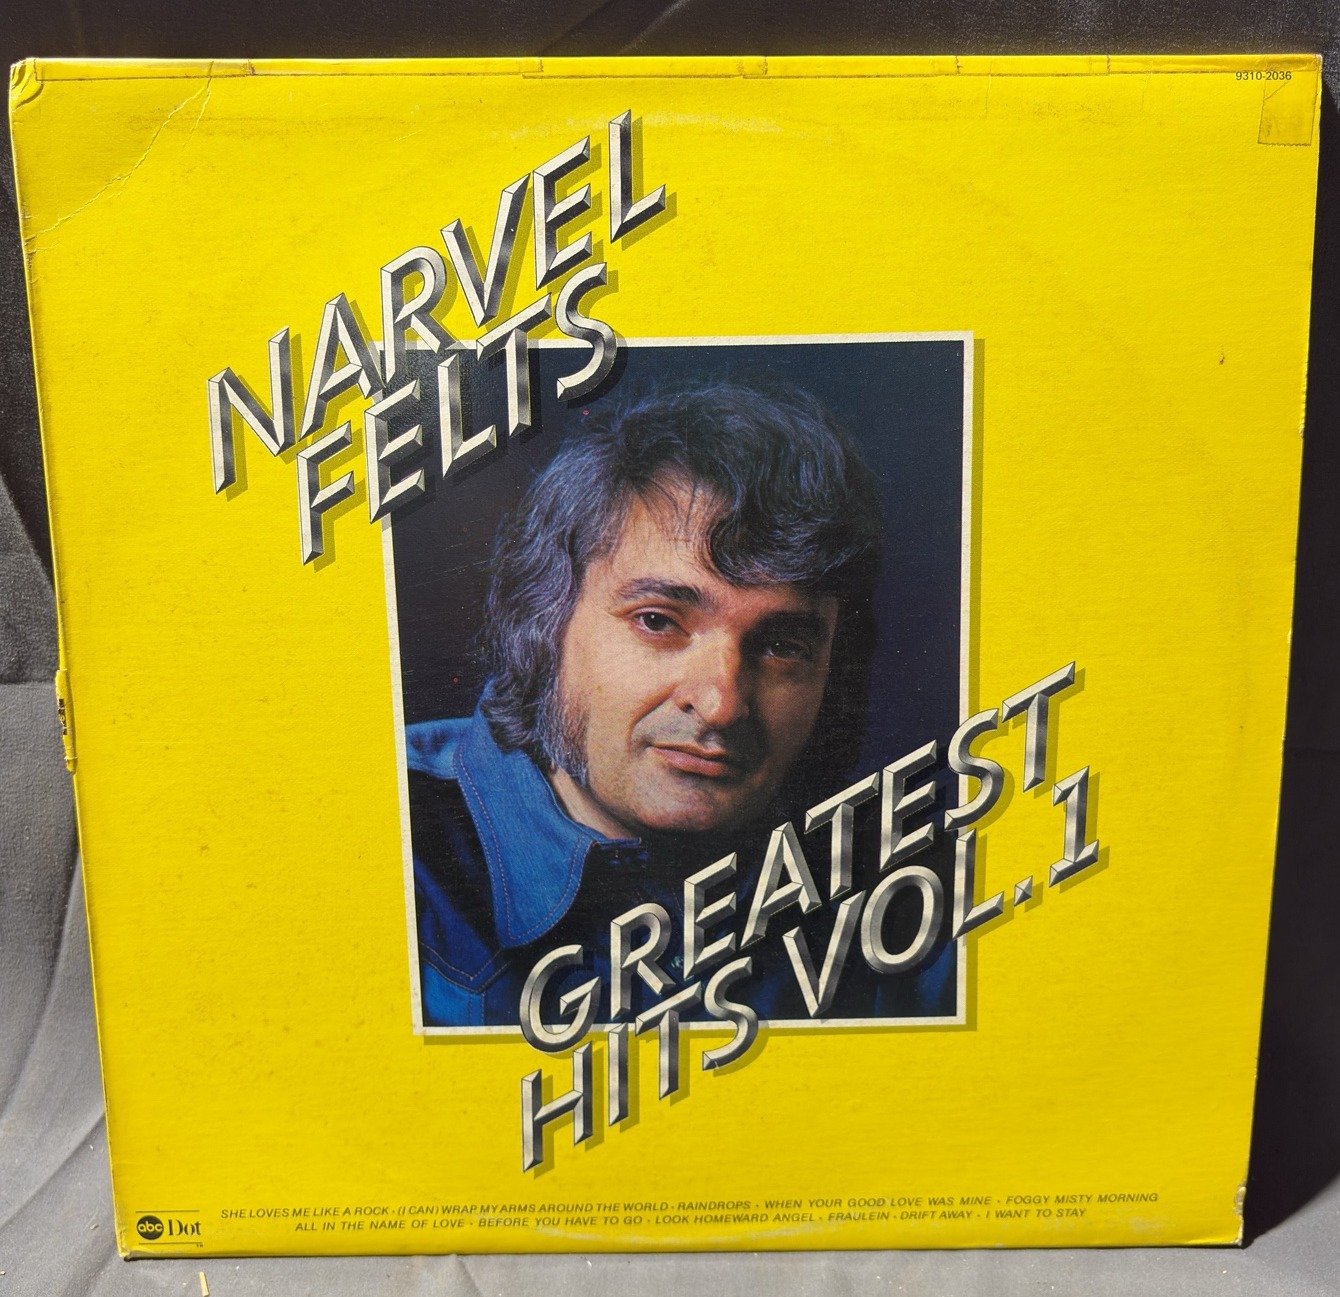 9310-2036
NARVEL
FELTS
GREATEST
HITS VOL. 1
SHE LOVES ME LIKE A ROCK · (I CAN) WRAP MY ARMS AROUND THE WORLD · RAINDROPS · WHEN YOUR GOOD LOVE WAS MINE · FOGGY MISTY MORNING
ALL IN THE NAME OF LOVE · BEFORE YOU HAVE TO GO · LOOK HOMEWARD ANGEL · FRAULEIN · DRIFT AWAY · I WANT TO STAY
abc Dot
TM